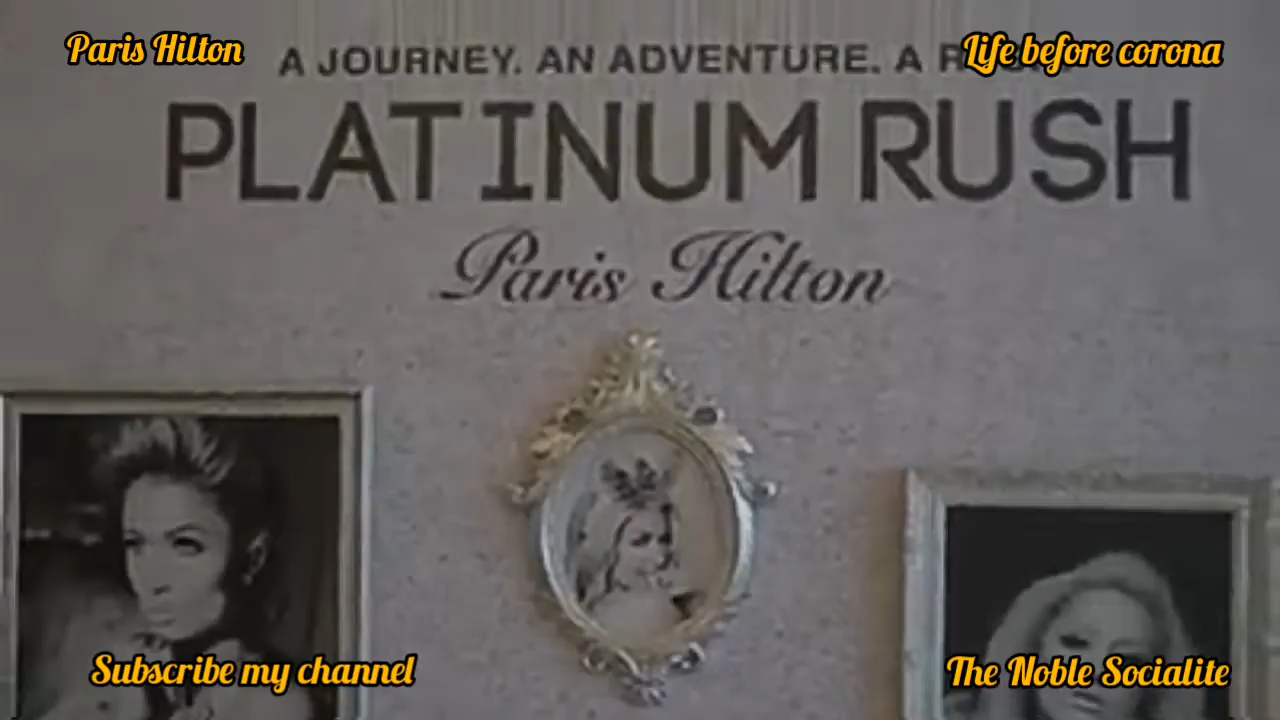 Paris Hilton
Life before corona
A JOURNEY. AN ADVENTURE. A
PLATINUM RUSH
Paris Hilton
Subscribe my channel
The Noble Socialite